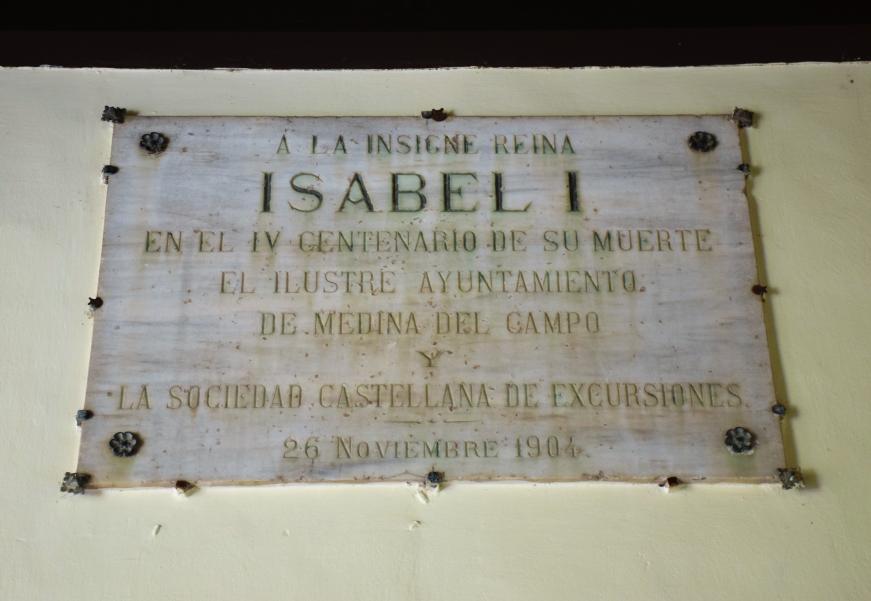 A LA INSIGNE REINA
ISABEL I
EN EL IV CENTENARIO DE SU MUERTE
EL ILUSTRE AYUNTAMIENTO
DE MEDINA DEL CAMPO
Y
LA SOCIEDAD CASTELLANA DE EXCURSIONES.
26 NOVIEMBRE 1904.